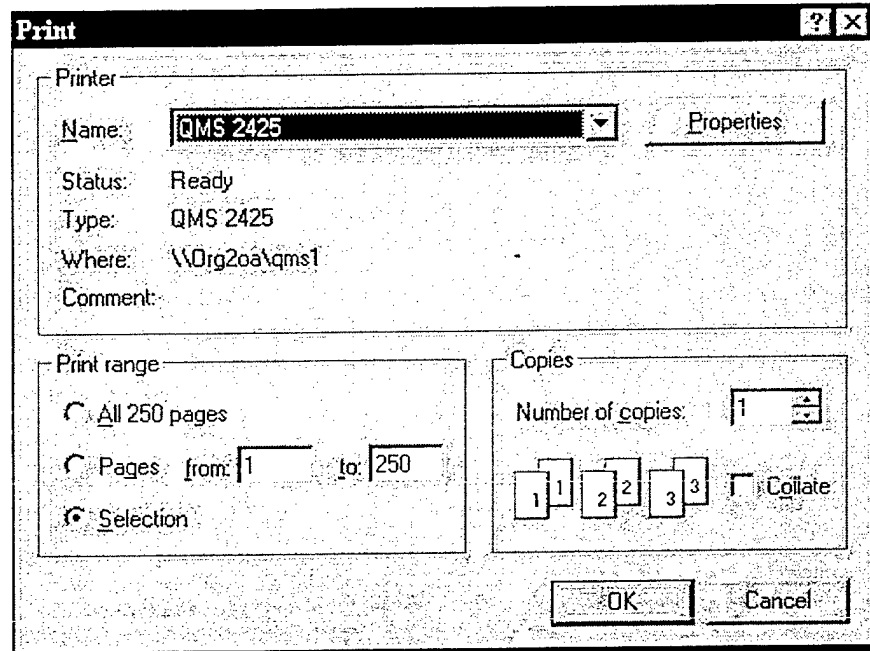 Print
Printer
Name: QMS 2425 Properties
Status: Ready
Type: QMS 2425
Where: \\Org2oa\qms1
Comment:
Print range
All 250 pages
Pages from: 1 to: 250
Selection
Copies
Number of copies: 1
1 1 2 2 3 3 Collate
OK Cancel